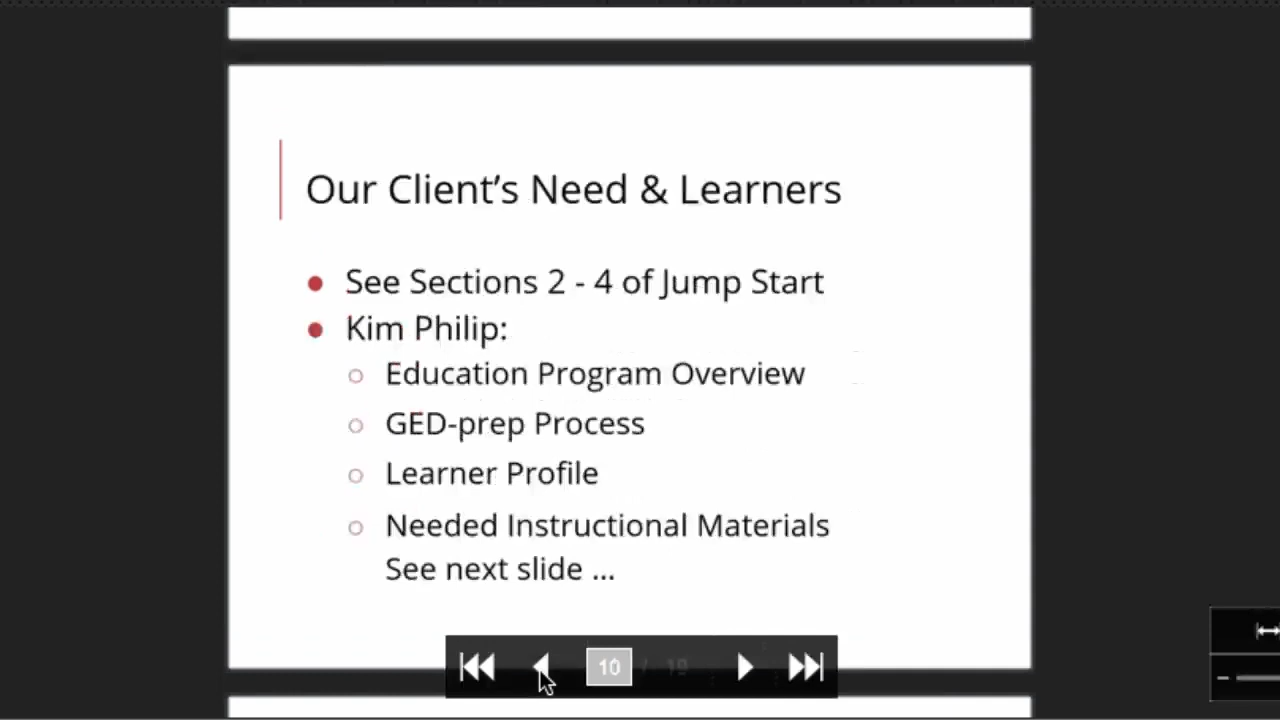 Our Client’s Need & Learners
See Sections 2 - 4 of Jump Start
Kim Philip:
Education Program Overview
GED-prep Process
Learner Profile
Needed Instructional Materials
See next slide ...
10 / 19